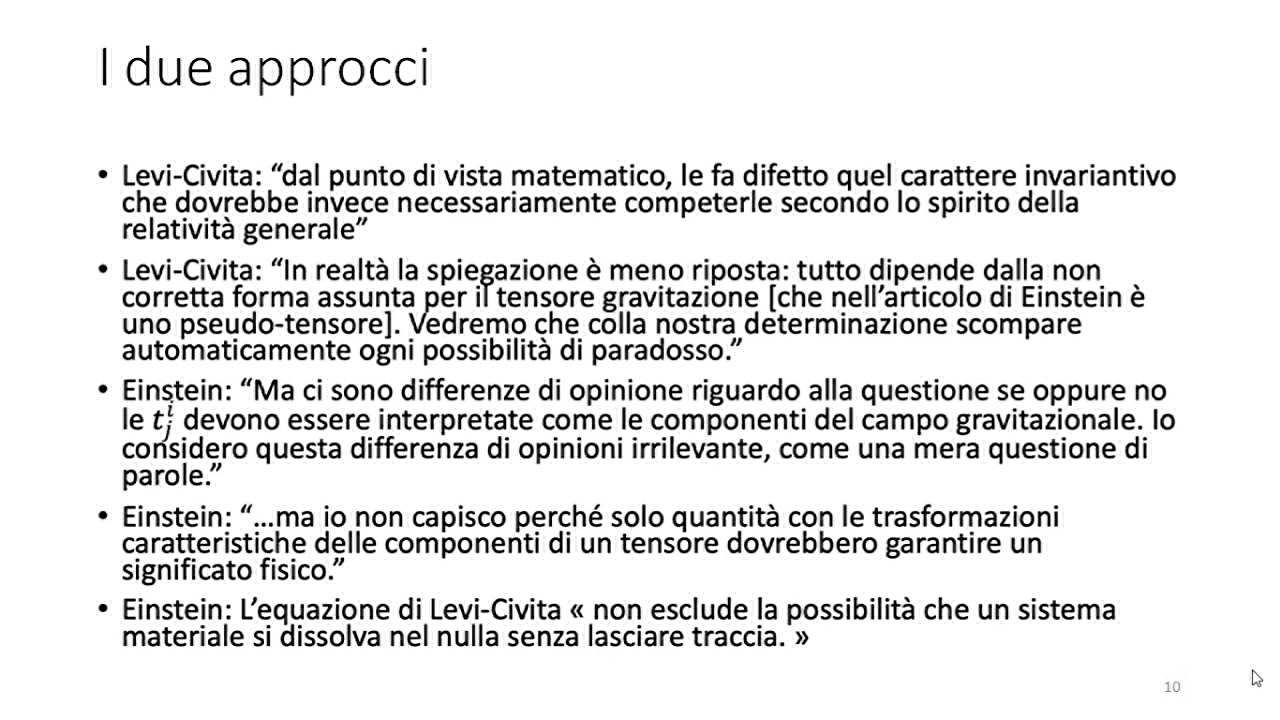 I due approcci
• Levi-Civita: “dal punto di vista matematico, le fa difetto quel carattere invariantivo
che dovrebbe invece necessariamente competerle secondo lo spirito della
relatività generale”
• Levi-Civita: “In realtà la spiegazione è meno riposta: tutto dipende dalla non
corretta forma assunta per il tensore gravitazione [che nell’articolo di Einstein è
uno pseudo-tensore]. Vedremo che colla nostra determinazione scompare
automaticamente ogni possibilità di paradosso.”
• Einstein: “Ma ci sono differenze di opinione riguardo alla questione se oppure no
le $t^i_j$ devono essere interpretate come le componenti del campo gravitazionale. Io
considero questa differenza di opinioni irrilevante, come una mera questione di
parole.”
• Einstein: “…ma io non capisco perché solo quantità con le trasformazioni
caratteristiche delle componenti di un tensore dovrebbero garantire un
significato fisico.”
• Einstein: L’equazione di Levi-Civita « non esclude la possibilità che un sistema
materiale si dissolva nel nulla senza lasciare traccia. »
10